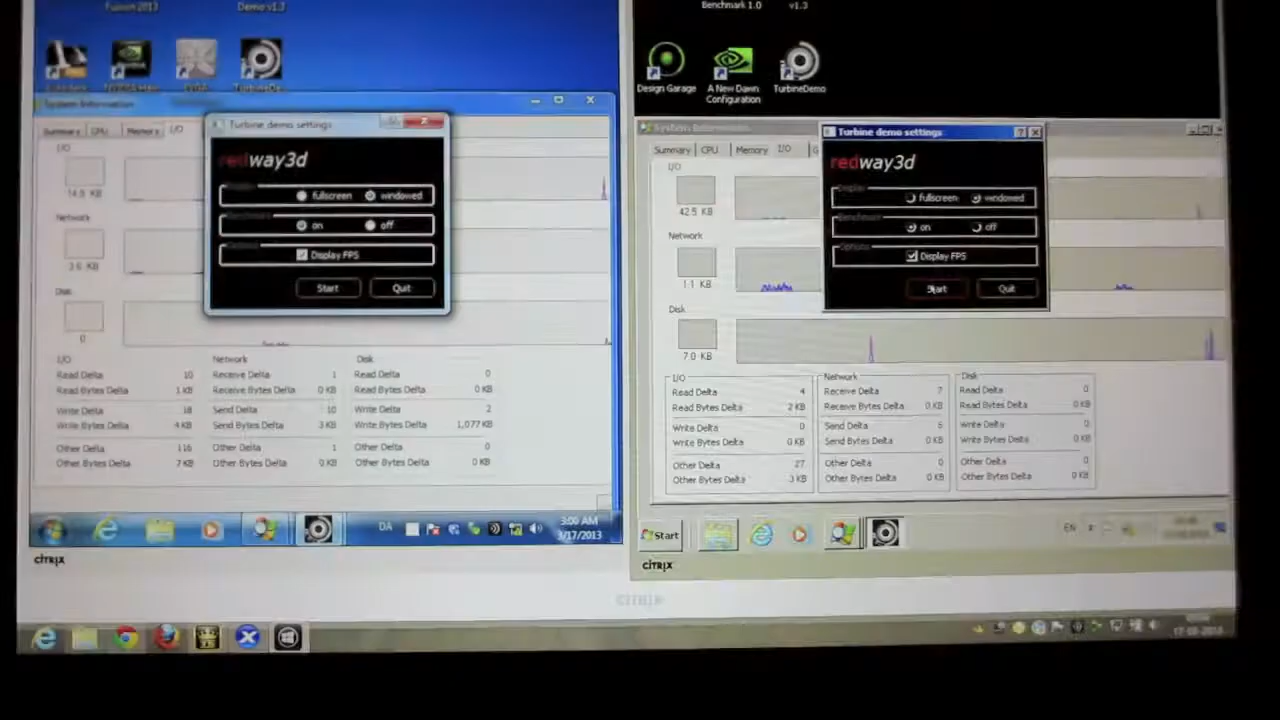 Fusion 2013
Demo v1.3
TurbineDe...
System Information
Summary
CPU
Memory
I/O
I/O
14.9 KB
Network
3.6 KB
Disk
0
Turbine demo settings
redway3d
fullscreen
windowed
on
off
Display FPS
Start
Quit
I/O
Read Delta 10
Read Bytes Delta 1 KB
Write Delta 18
Write Bytes Delta 4 KB
Other Delta 116
Other Bytes Delta 7 KB
Network
Receive Delta 1
Receive Bytes Delta 0 KB
Send Delta 10
Send Bytes Delta 3 KB
Other Delta 1
Other Bytes Delta 0 KB
Disk
Read Delta 0
Read Bytes Delta 0 KB
Write Delta 2
Write Bytes Delta 1,077 KB
Other Delta 0
Other Bytes Delta 0 KB
DA
3:00 AM
3/17/2013
CITRIX
Benchmark 1.0
v1.3
Design Garage
A New Dawn
Configuration
TurbineDemo
System Information
Summary
CPU
Memory
I/O
G
I/O
42.5 KB
Network
1.1 KB
Disk
7.0 KB
Turbine demo settings
redway3d
Display
fullscreen
windowed
Benchmark
on
off
Options
Display FPS
Start
Quit
I/O
Read Delta 4
Read Bytes Delta 2 KB
Write Delta 0
Write Bytes Delta 0 KB
Other Delta 27
Other Bytes Delta 3 KB
Network
Receive Delta 7
Receive Bytes Delta 0 KB
Send Delta 6
Send Bytes Delta 0 KB
Other Delta 0
Other Bytes Delta 0 KB
Disk
Read Delta 0
Read Bytes Delta 0 KB
Write Delta 0
Write Bytes Delta 0 KB
Other Delta 0
Other Bytes Delta 0 KB
Start
EN
CITRIX
CITRIX